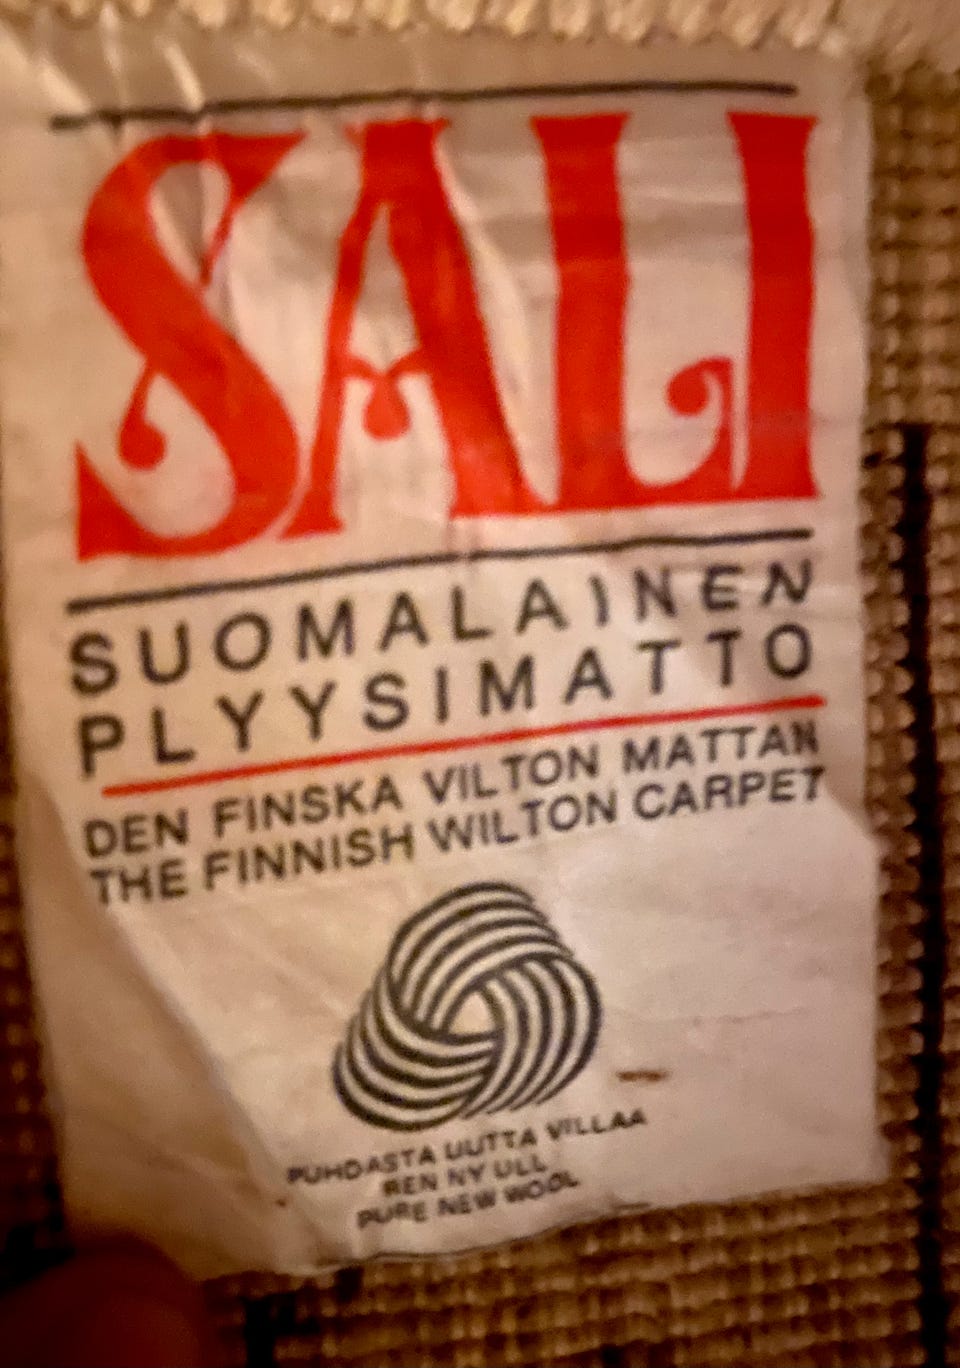 SALI
SUOMALAINEN
PLYYSIMATTO
DEN FINSKA VILTON MATTAN
THE FINNISH WILTON CARPET
PUHDASTA UUTTA VILLAA
REN NY ULL
PURE NEW WOOL